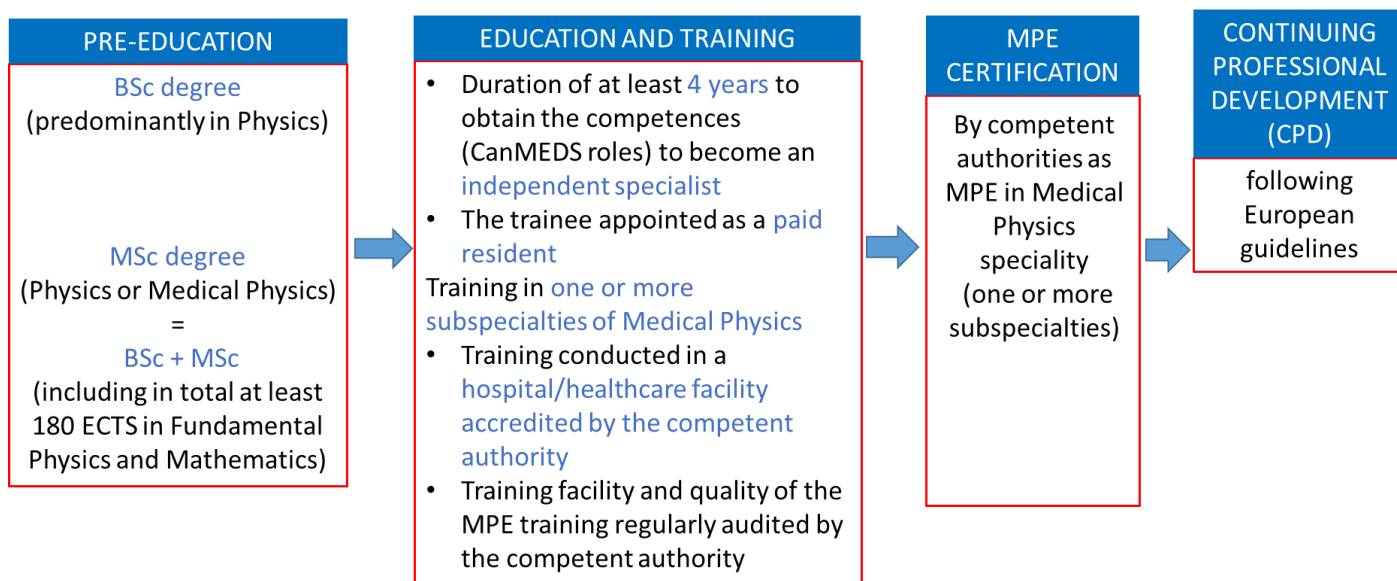 PRE-EDUCATION
BSc degree
(predominantly in Physics)
MSc degree
(Physics or Medical Physics)
=
BSc + MSc
(including in total at least
180 ECTS in Fundamental
Physics and Mathematics)
EDUCATION AND TRAINING
• Duration of at least 4 years to
obtain the competences
(CanMEDS roles) to become an
independent specialist
• The trainee appointed as a paid
resident
Training in one or more
subspecialties of Medical Physics
• Training conducted in a
hospital/healthcare facility
accredited by the competent
authority
• Training facility and quality of the
MPE training regularly audited by
the competent authority
MPE
CERTIFICATION
By competent
authorities as
MPE in Medical
Physics
speciality
(one or more
subspecialties)
CONTINUING
PROFESSIONAL
DEVELOPMENT
(CPD)
following
European
guidelines